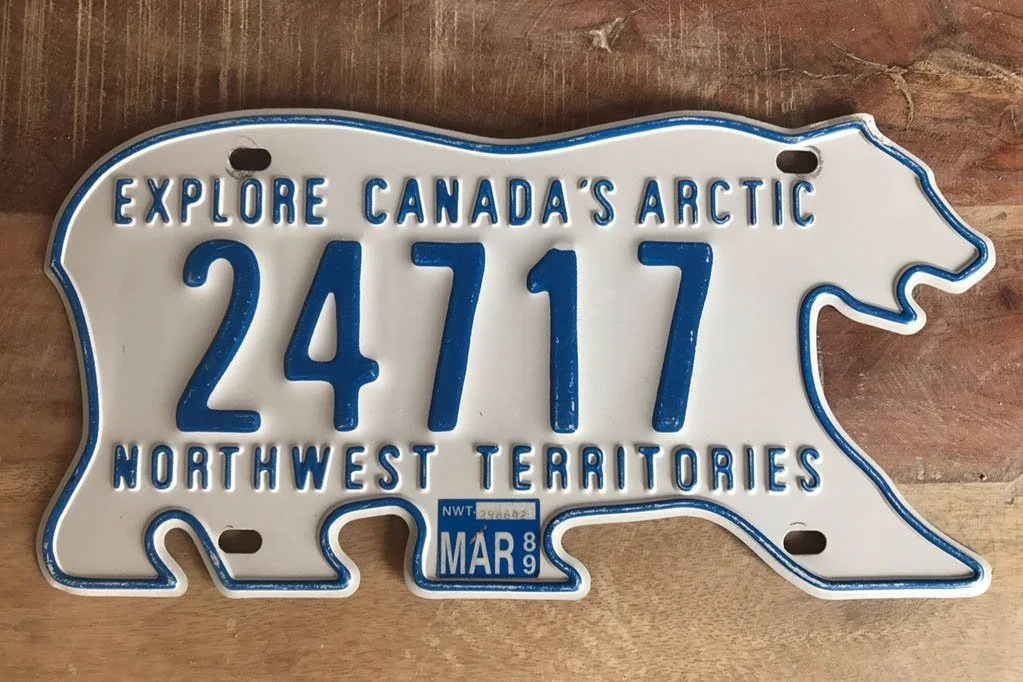 EXPLORE CANADA'S ARCTIC
24717
NORTHWEST TERRITORIES
NWT-
MAR 89